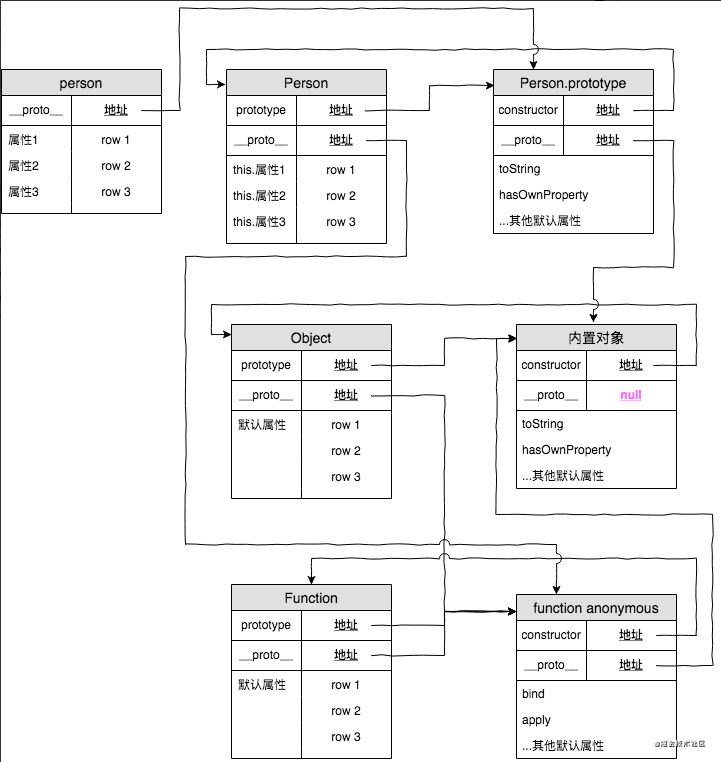 person
__proto__ 地址
属性1 row 1
属性2 row 2
属性3 row 3
Person
prototype 地址
__proto__ 地址
this.属性1 row 1
this.属性2 row 2
this.属性3 row 3
Person.prototype
constructor 地址
__proto__ 地址
toString
hasOwnProperty
...其他默认属性
Object
prototype 地址
__proto__ 地址
默认属性 row 1
row 2
row 3
内置对象
constructor 地址
__proto__ null
toString
hasOwnProperty
...其他默认属性
Function
prototype 地址
__proto__ 地址
默认属性 row 1
row 2
row 3
function anonymous
constructor 地址
__proto__ 地址
bind
apply
...其他默认属性
@掘金技术社区